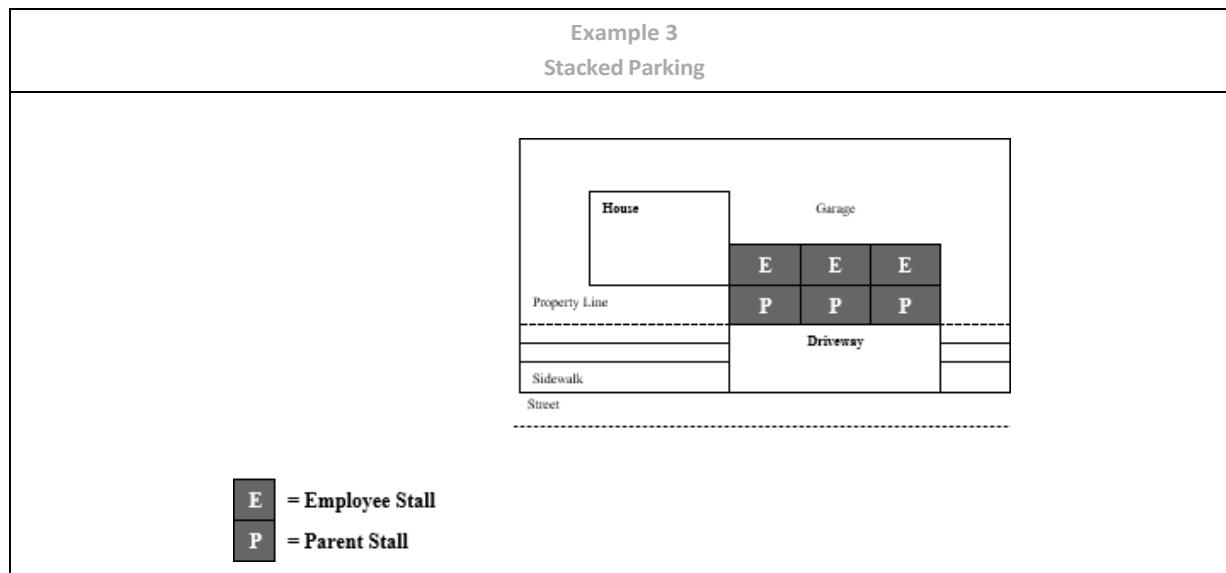 Example 3
Stacked Parking
House
Garage
E E E
Property Line
P P P
Driveway
Sidewalk
Street
E = Employee Stall
P = Parent Stall